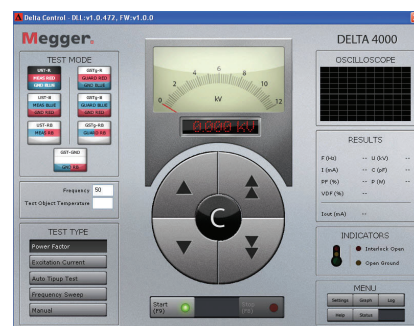 Delta Control - DLL:v1.0.472, FW:v1.0.0
Megger.
DELTA 4000
TEST MODE
UST-R
MEAS RED
GND BLUE
GSTg-R
GUARD BLUE
GND RED
UST-B
MEAS BLUE
GND RED
GSTg-B
GUARD BLUE
GND RED
UST-RB
MEAS RB
GSTg-RB
GUARD RB
GST-GND
GND RB
Frequency 50
Test Object Temperature
TEST TYPE
Power Factor
Excitation Current
Auto Tipup Test
Frequency Sweep
Manual
0 2 4 6 8 10 12
kV
0.000 kV
C
Start (F9)
Stop (F8)
OSCILLOSCOPE
RESULTS
F (Hz) -- U (kV) --
I (mA) -- C (pF) --
PF (%) -- P (W) --
VDF (%) --
Iout (mA) --
INDICATORS
Interlock Open
Open Ground
MENU
Settings Graph Log
Help Status